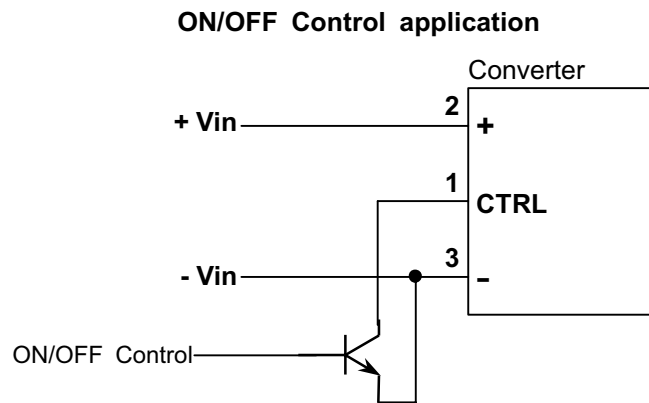 ON/OFF Control application
Converter
+ Vin
2
+
1
CTRL
- Vin
3
-
ON/OFF Control